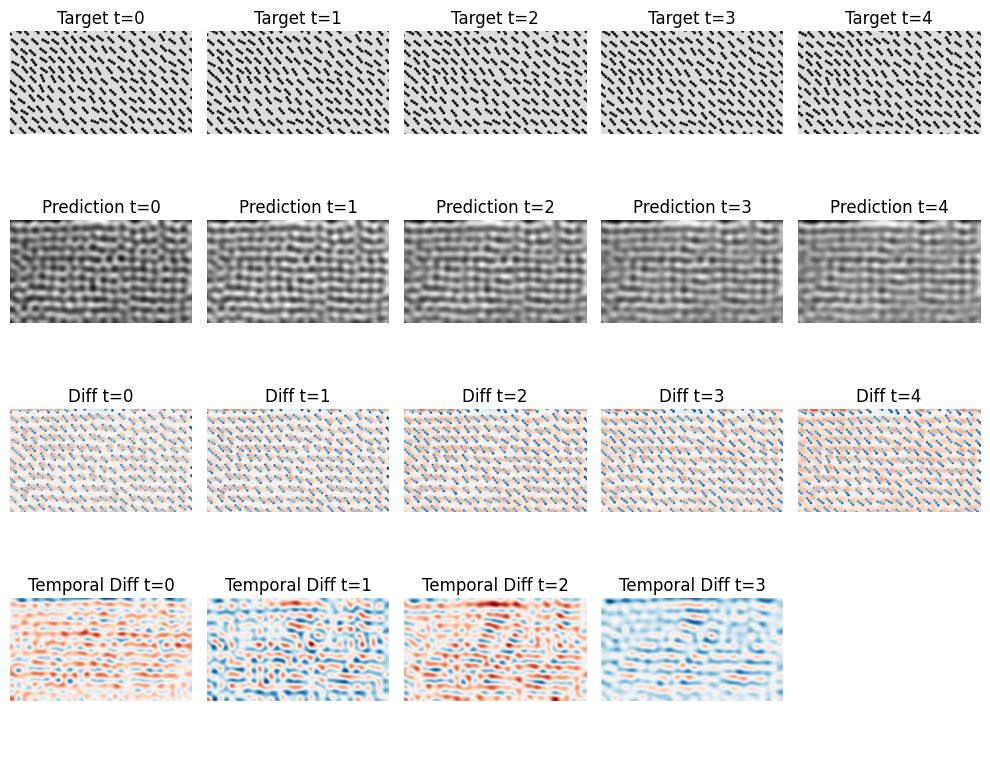 Target t=0 Target t=1 Target t=2 Target t=3 Target t=4
Prediction t=0 Prediction t=1 Prediction t=2 Prediction t=3 Prediction t=4
Diff t=0 Diff t=1 Diff t=2 Diff t=3 Diff t=4
Temporal Diff t=0 Temporal Diff t=1 Temporal Diff t=2 Temporal Diff t=3